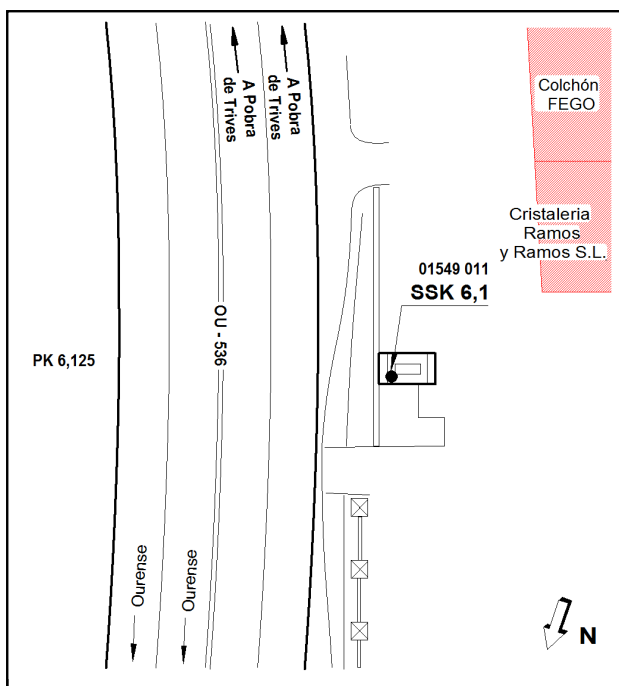 A Pobra
de Trives
A Pobra
de Trives
Colchón
FEGO
Cristaleria
Ramos
y Ramos S.L.
01549 011
SSK 6,1
OU - 536
PK 6,125
Ourense
Ourense
N